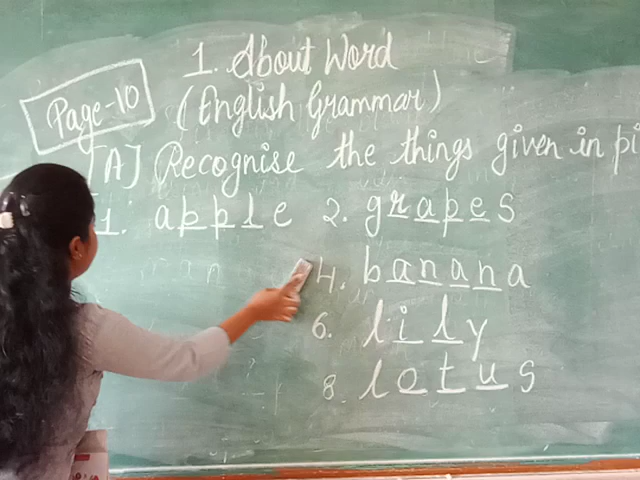 1. About Word
Page-10
(English Grammar)
[A] Recognise the things given in pi
1. apple 2. grapes
4. banana
6. lily
8. lotus